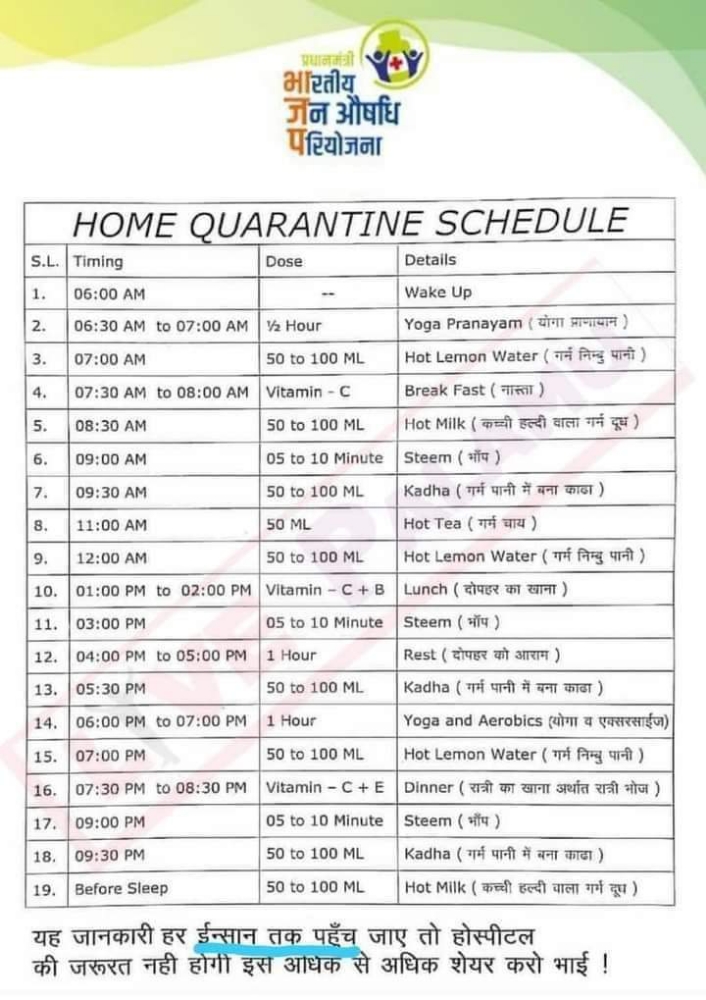 प्रधानमंत्री
भारतीय
जन औषधि
परियोजना
HOME QUARANTINE SCHEDULE
S.L. Timing Dose Details
1. 06:00 AM -- Wake Up
2. 06:30 AM to 07:00 AM ½ Hour Yoga Pranayam ( योगा प्राणायान )
3. 07:00 AM 50 to 100 ML Hot Lemon Water ( गर्न निम्बु पानी )
4. 07:30 AM to 08:00 AM Vitamin - C Break Fast ( नास्ता )
5. 08:30 AM 50 to 100 ML Hot Milk ( कच्ची हल्दी वाला गर्न दूध )
6. 09:00 AM 05 to 10 Minute Steem ( भाँप )
7. 09:30 AM 50 to 100 ML Kadha ( गर्म पानी में बना काढा )
8. 11:00 AM 50 ML Hot Tea ( गर्म चाय )
9. 12:00 AM 50 to 100 ML Hot Lemon Water ( गर्म निम्बु पानी )
10. 01:00 PM to 02:00 PM Vitamin – C + B Lunch ( दोपहर का खाना )
11. 03:00 PM 05 to 10 Minute Steem ( भाँप )
12. 04:00 PM to 05:00 PM 1 Hour Rest ( दोपहर को आराम )
13. 05:30 PM 50 to 100 ML Kadha ( गर्म पानी में बना काढा )
14. 06:00 PM to 07:00 PM 1 Hour Yoga and Aerobics (योगा व एक्सरसाईज)
15. 07:00 PM 50 to 100 ML Hot Lemon Water ( गर्म निम्बु पानी )
16. 07:30 PM to 08:30 PM Vitamin – C + E Dinner ( रात्री का खाना अर्थात रात्री भोज )
17. 09:00 PM 05 to 10 Minute Steem ( भाँप )
18. 09:30 PM 50 to 100 ML Kadha ( गर्म पानी में बना काढा )
19. Before Sleep 50 to 100 ML Hot Milk ( कच्ची हल्दी वाला गर्म दूध )
यह जानकारी हर ईन्सान तक पहुँच जाए तो होस्पीटल
की जरूरत नही होगी इसे अधिक से अधिक शेयर करो भाई !